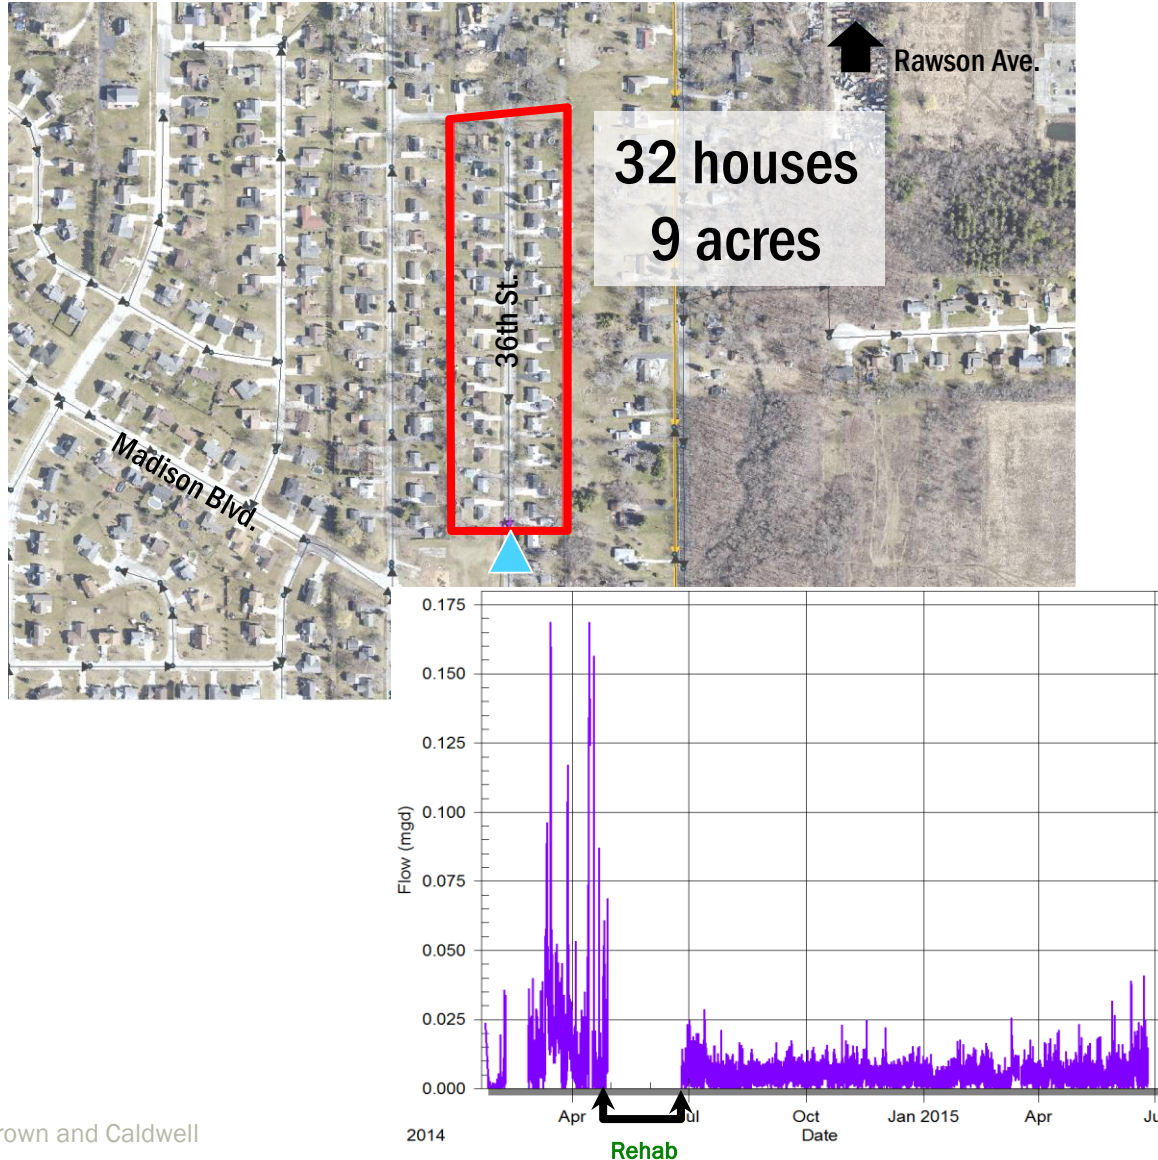 Rawson Ave.
32 houses
9 acres
36th St.
Madison Blvd.
0.175
0.150
0.125
0.100
0.075
0.050
0.025
0.000
Flow (mgd)
Apr
ul
Oct
Jan 2015
Apr
Ju
2014
Date
Rehab
rown and Caldwell